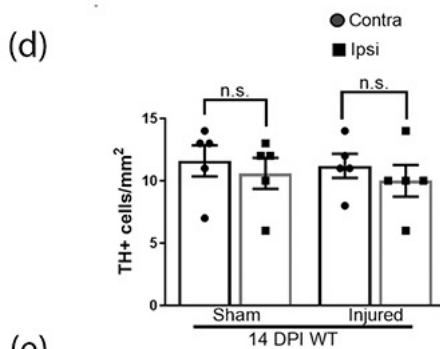 (d)
Contra
Ipsi
n.s.
n.s.
TH+ cells/mm²
15
10
5
0
Sham
Injured
14 DPI WT